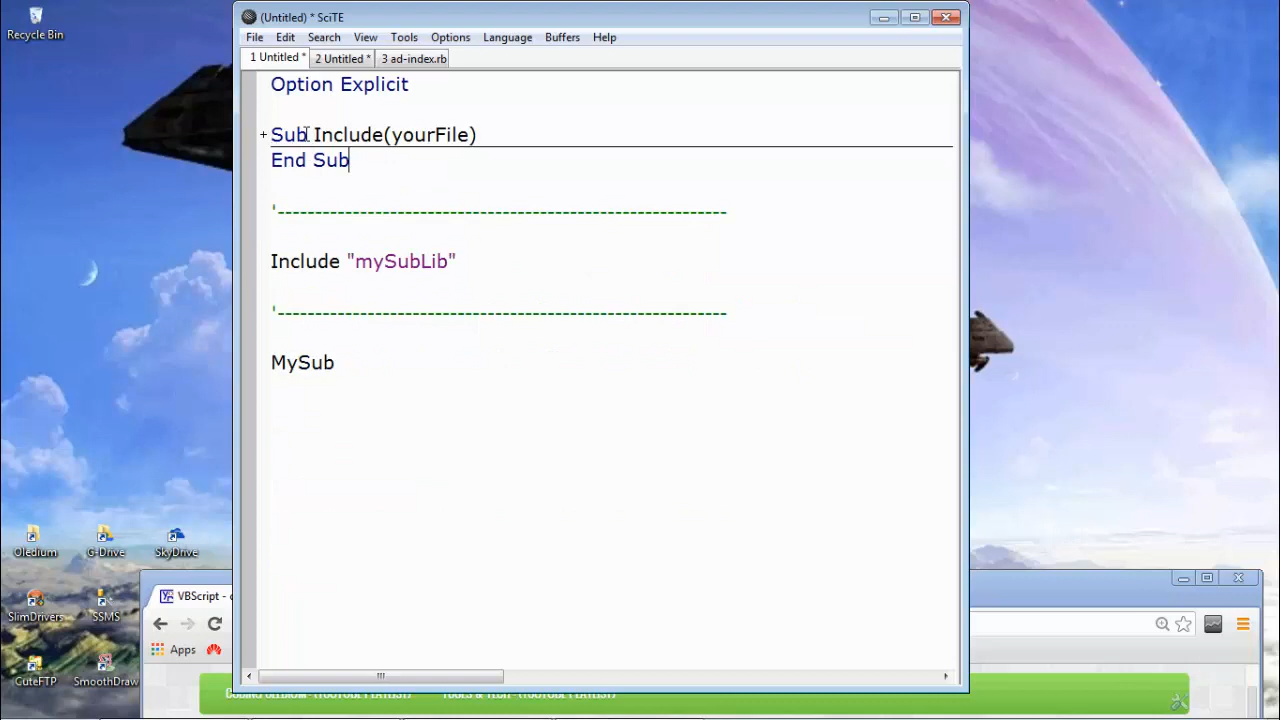 Recycle Bin
(Untitled) * SciTE
File Edit Search View Tools Options Language Buffers Help
1 Untitled * 2 Untitled * 3 ad-index.rb
Option Explicit
+ Sub Include(yourFile)
End Sub
'------------------------------------------------------------
Include "mySubLib"
'------------------------------------------------------------
MySub
Oledium G-Drive SkyDrive
SlimDrivers SSMS
CuteFTP SmoothDraw
VBScript -
Apps